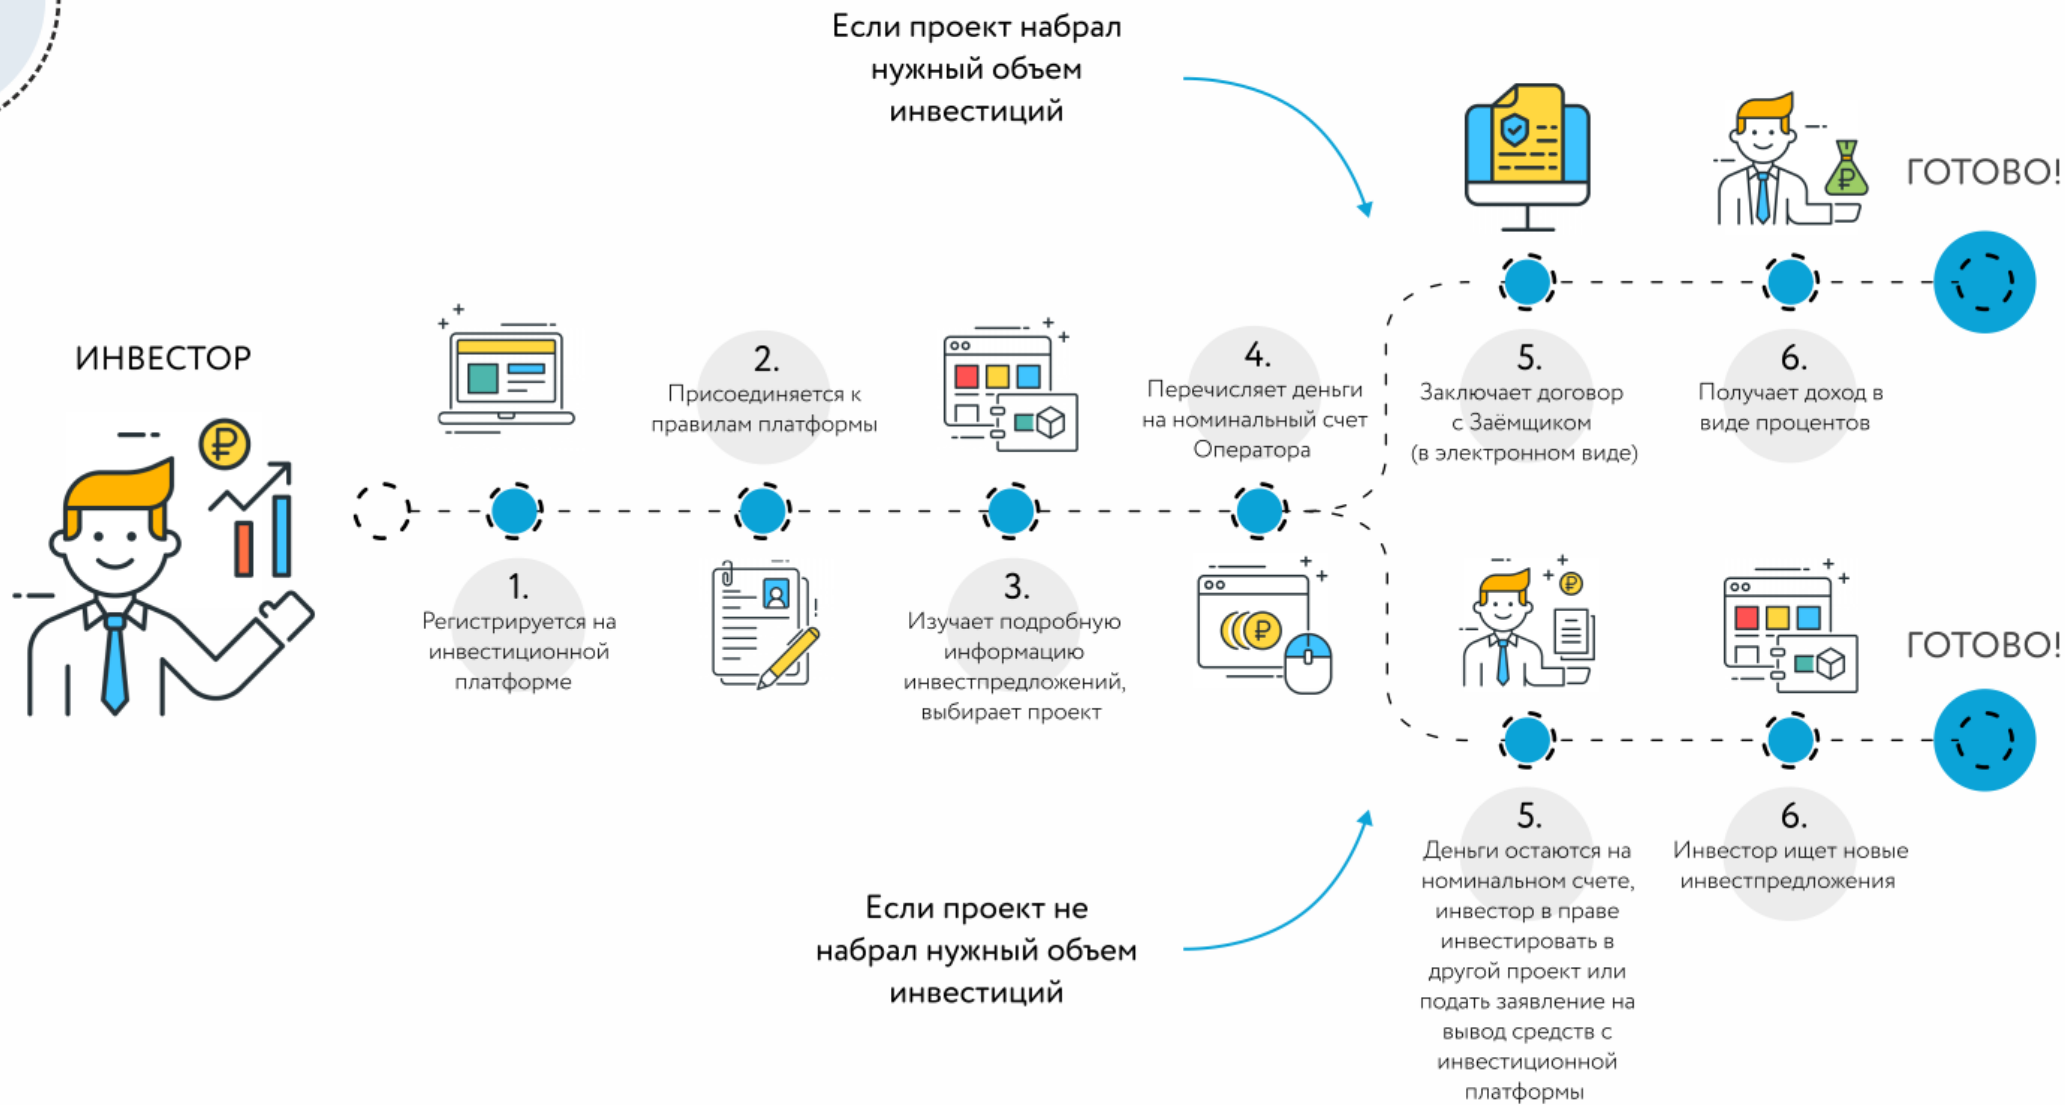 Если проект набрал
нужный объем
инвестиций
ГОТОВО!
ИНВЕСТОР
1.
Регистрируется на
инвестиционной
платформе
2.
Присоединяется к
правилам платформы
3.
Изучает подробную
информацию
инвестпредложений,
выбирает проект
4.
Перечисляет деньги
на номинальный счет
Оператора
5.
Заключает договор
с Заёмщиком
(в электронном виде)
6.
Получает доход в
виде процентов
ГОТОВО!
Если проект не
набрал нужный объем
инвестиций
5.
Деньги остаются на
номинальном счете,
инвестор в праве
инвестировать в
другой проект или
подать заявление на
вывод средств с
инвестиционной
платформы
6.
Инвестор ищет новые
инвестпредложения